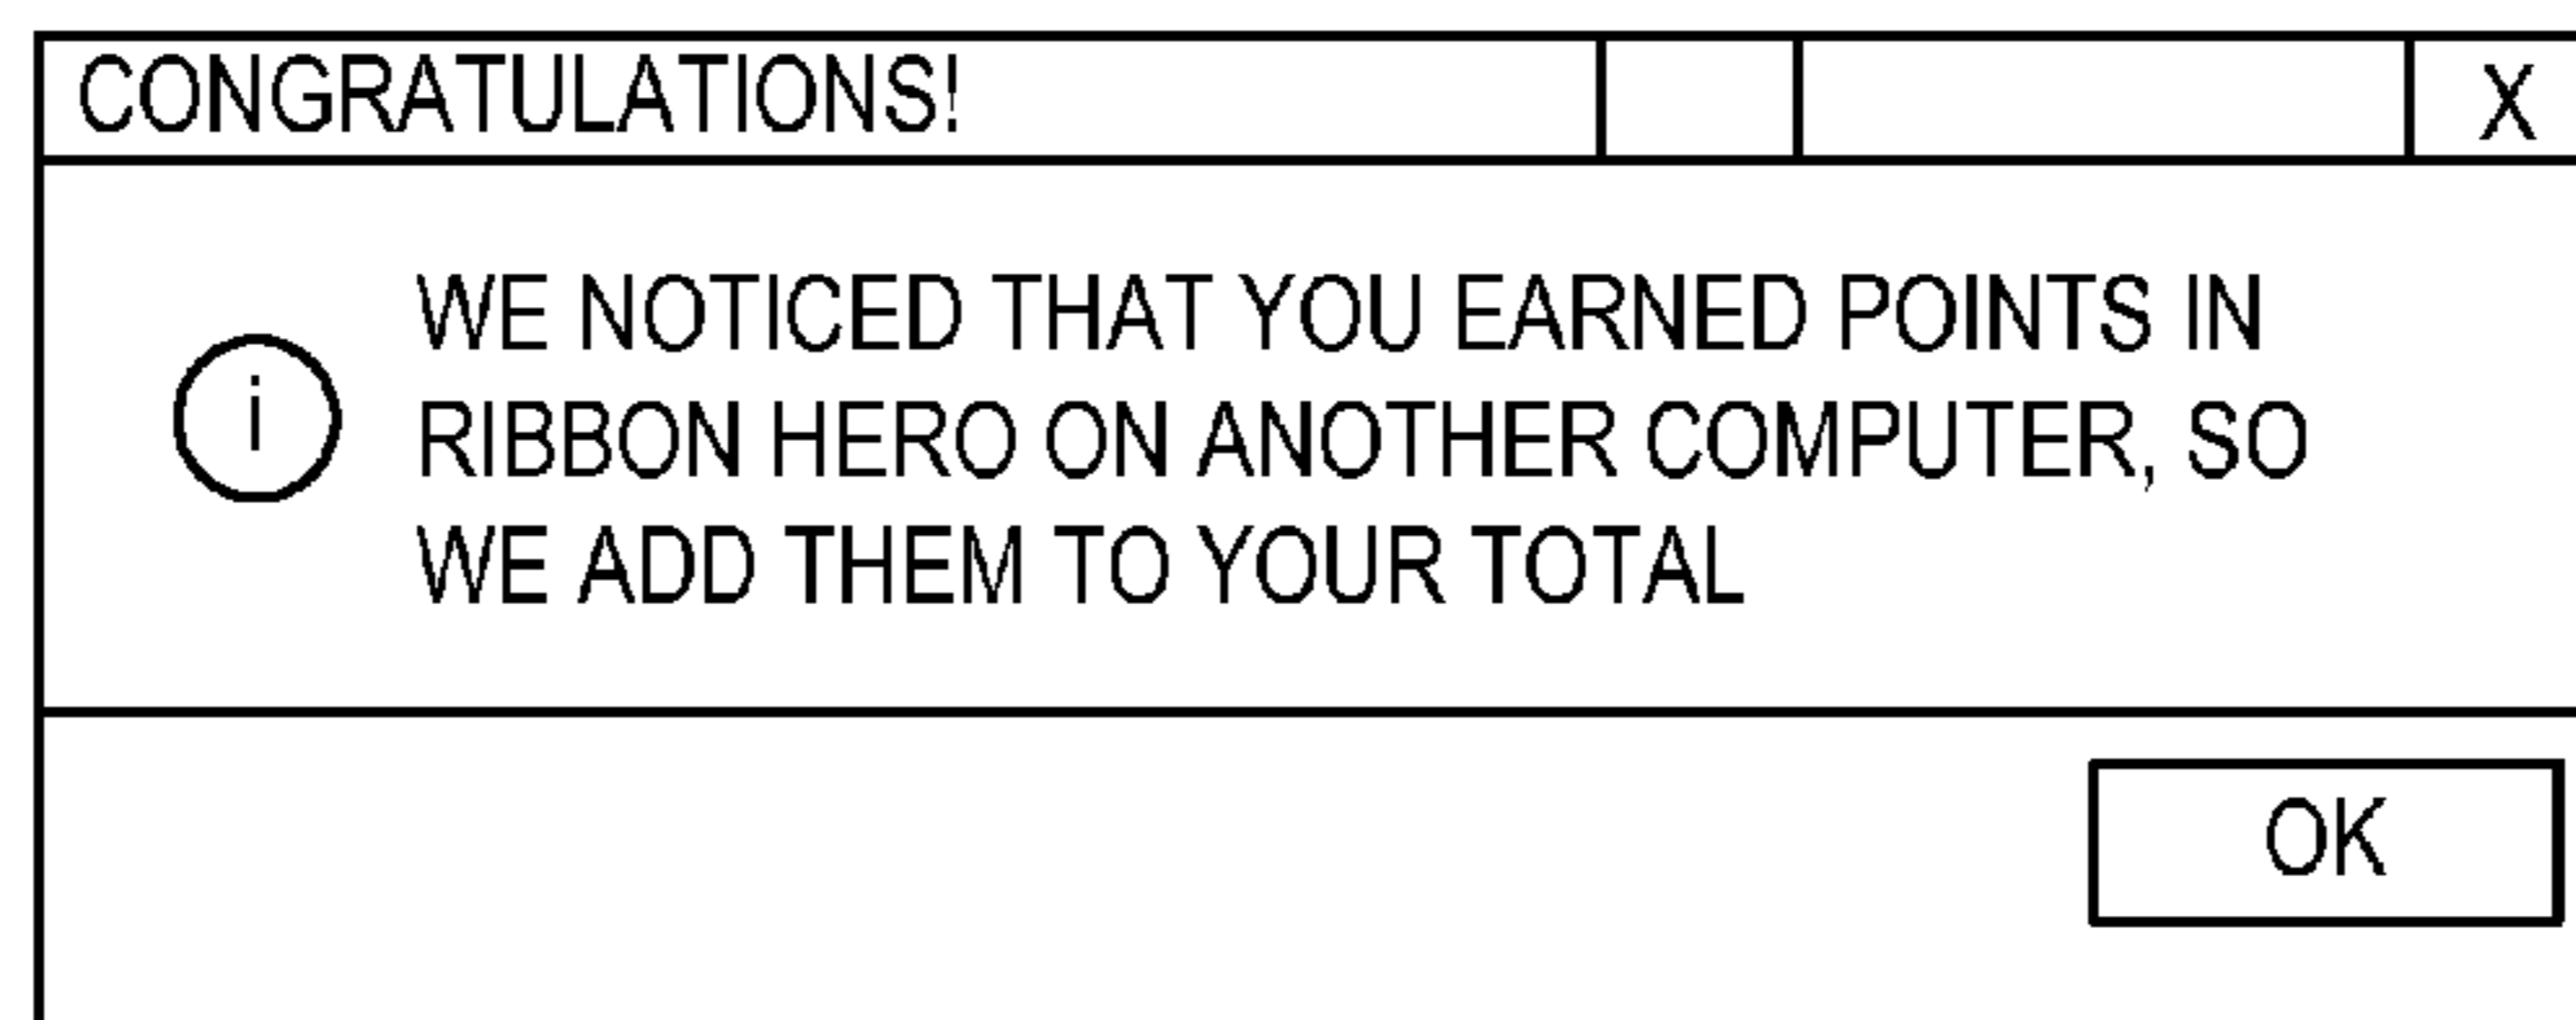 CONGRATULATIONS! X
i
WE NOTICED THAT YOU EARNED POINTS IN
RIBBON HERO ON ANOTHER COMPUTER, SO
WE ADD THEM TO YOUR TOTAL
OK